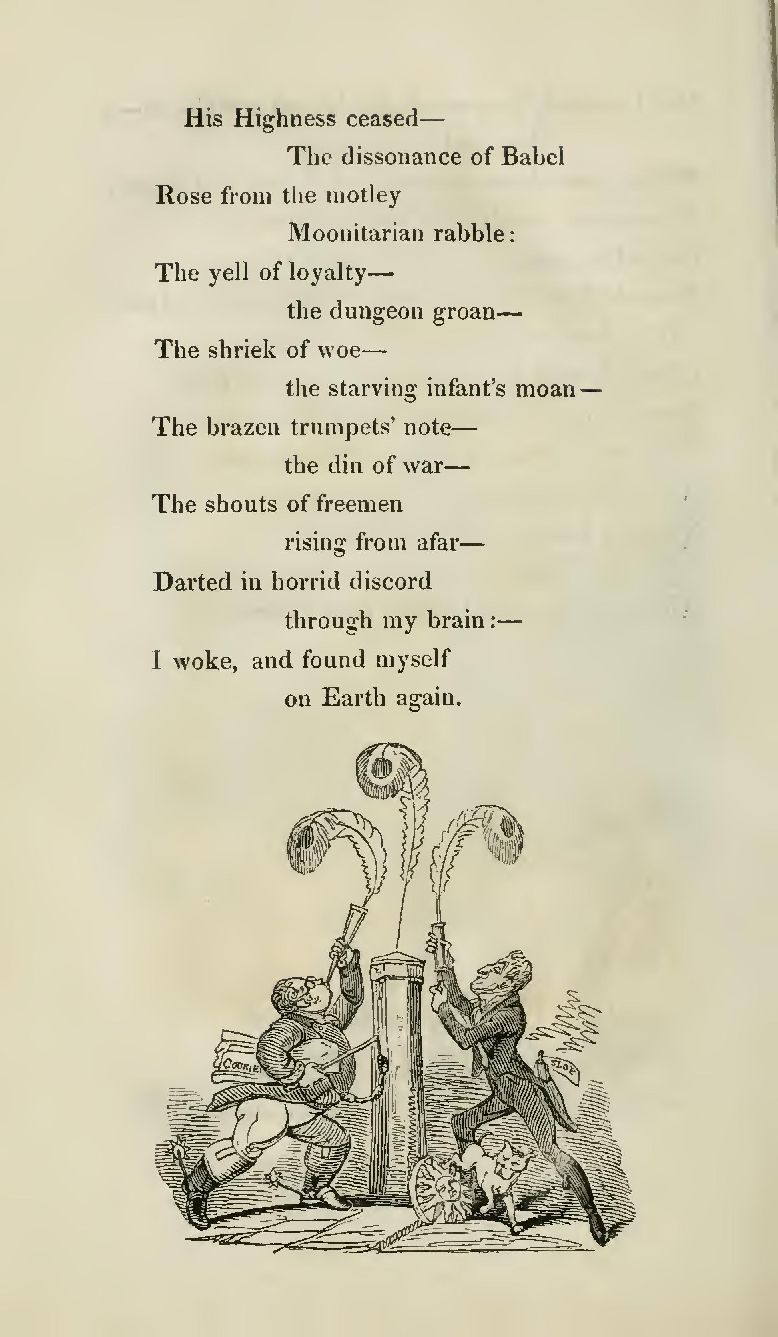 His Highness ceased—
The dissonance of Babel
Rose from the motley
Moonitarian rabble:
The yell of loyalty—
the dungeon groan—
The shriek of woe—
the starving infant's moan—
The brazen trumpets' note—
the din of war—
The shouts of freemen
rising from afar—
Darted in horrid discord
through my brain:—
I woke, and found myself
on Earth again.
COURIE
SLOP